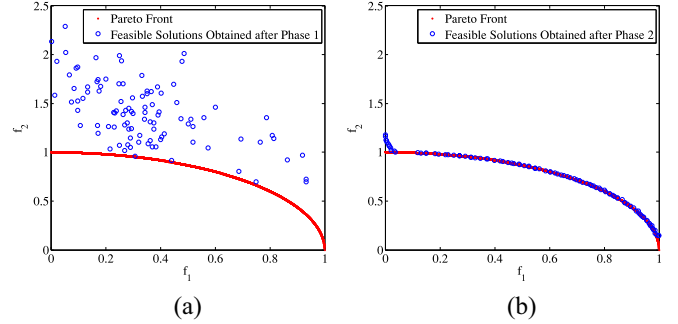 2.5
2
1.5
1
0.5
0
f2
0
0.2
0.4
0.6
0.8
1
f1
Pareto Front
Feasible Solutions Obtained after Phase 1
(a)
2.5
2
1.5
1
0.5
0
f2
0
0.2
0.4
0.6
0.8
1
f1
Pareto Front
Feasible Solutions Obtained after Phase 2
(b)